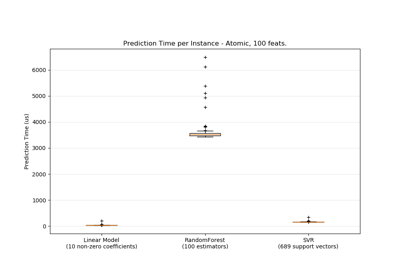 Prediction Time per Instance - Atomic, 100 feats.
Prediction Time (us)
6000
5000
4000
3000
2000
1000
0
Linear Model
(10 non-zero coefficients)
RandomForest
(100 estimators)
SVR
(689 support vectors)